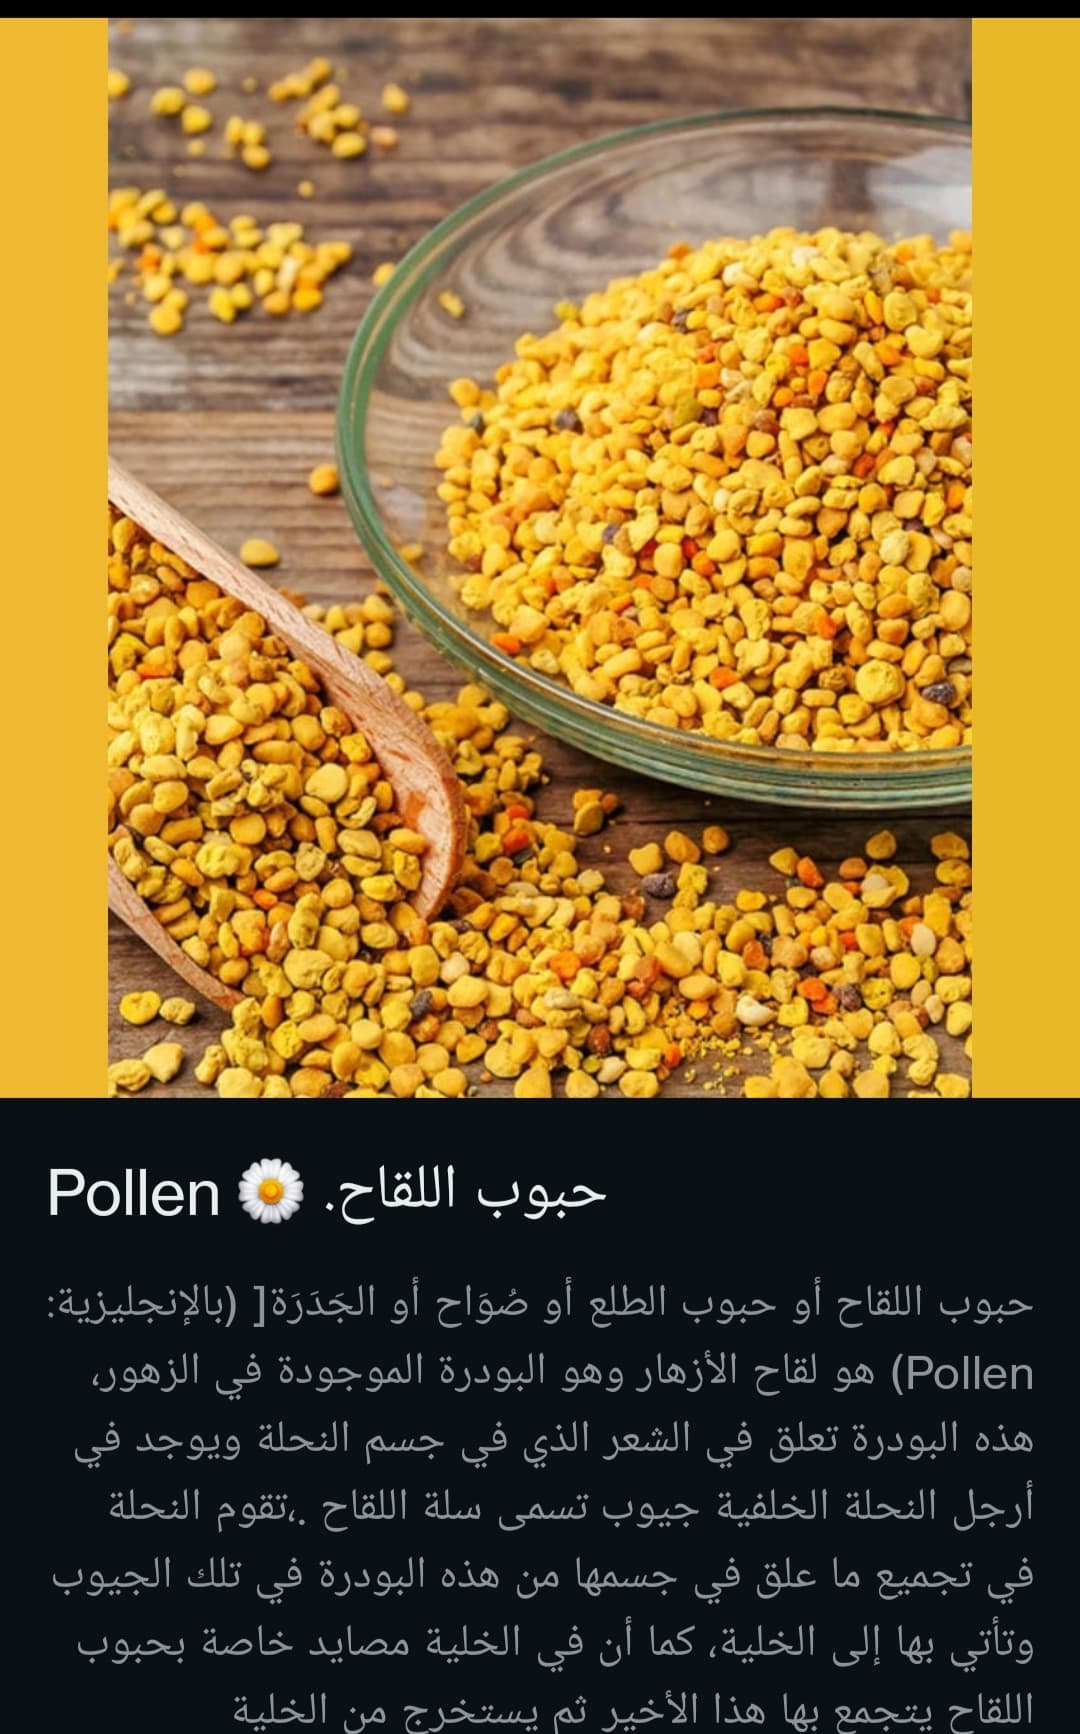 حبوب اللقاح. 🌼 Pollen
حبوب اللقاح أو حبوب الطلع أو صُوَاح أو الجَدَرَة[ (بالإنجليزية:
Pollen) هو لقاح الأزهار وهو البودرة الموجودة في الزهور،
هذه البودرة تعلق في الشعر الذي في جسم النحلة ويوجد في
أرجل النحلة الخلفية جيوب تسمى سلة اللقاح .،تقوم النحلة
في تجميع ما علق في جسمها من هذه البودرة في تلك الجيوب
وتأتي بها إلى الخلية، كما أن في الخلية مصايد خاصة بحبوب
اللقاح يتجمع بها هذا الأخير ثم يستخرج من الخلية